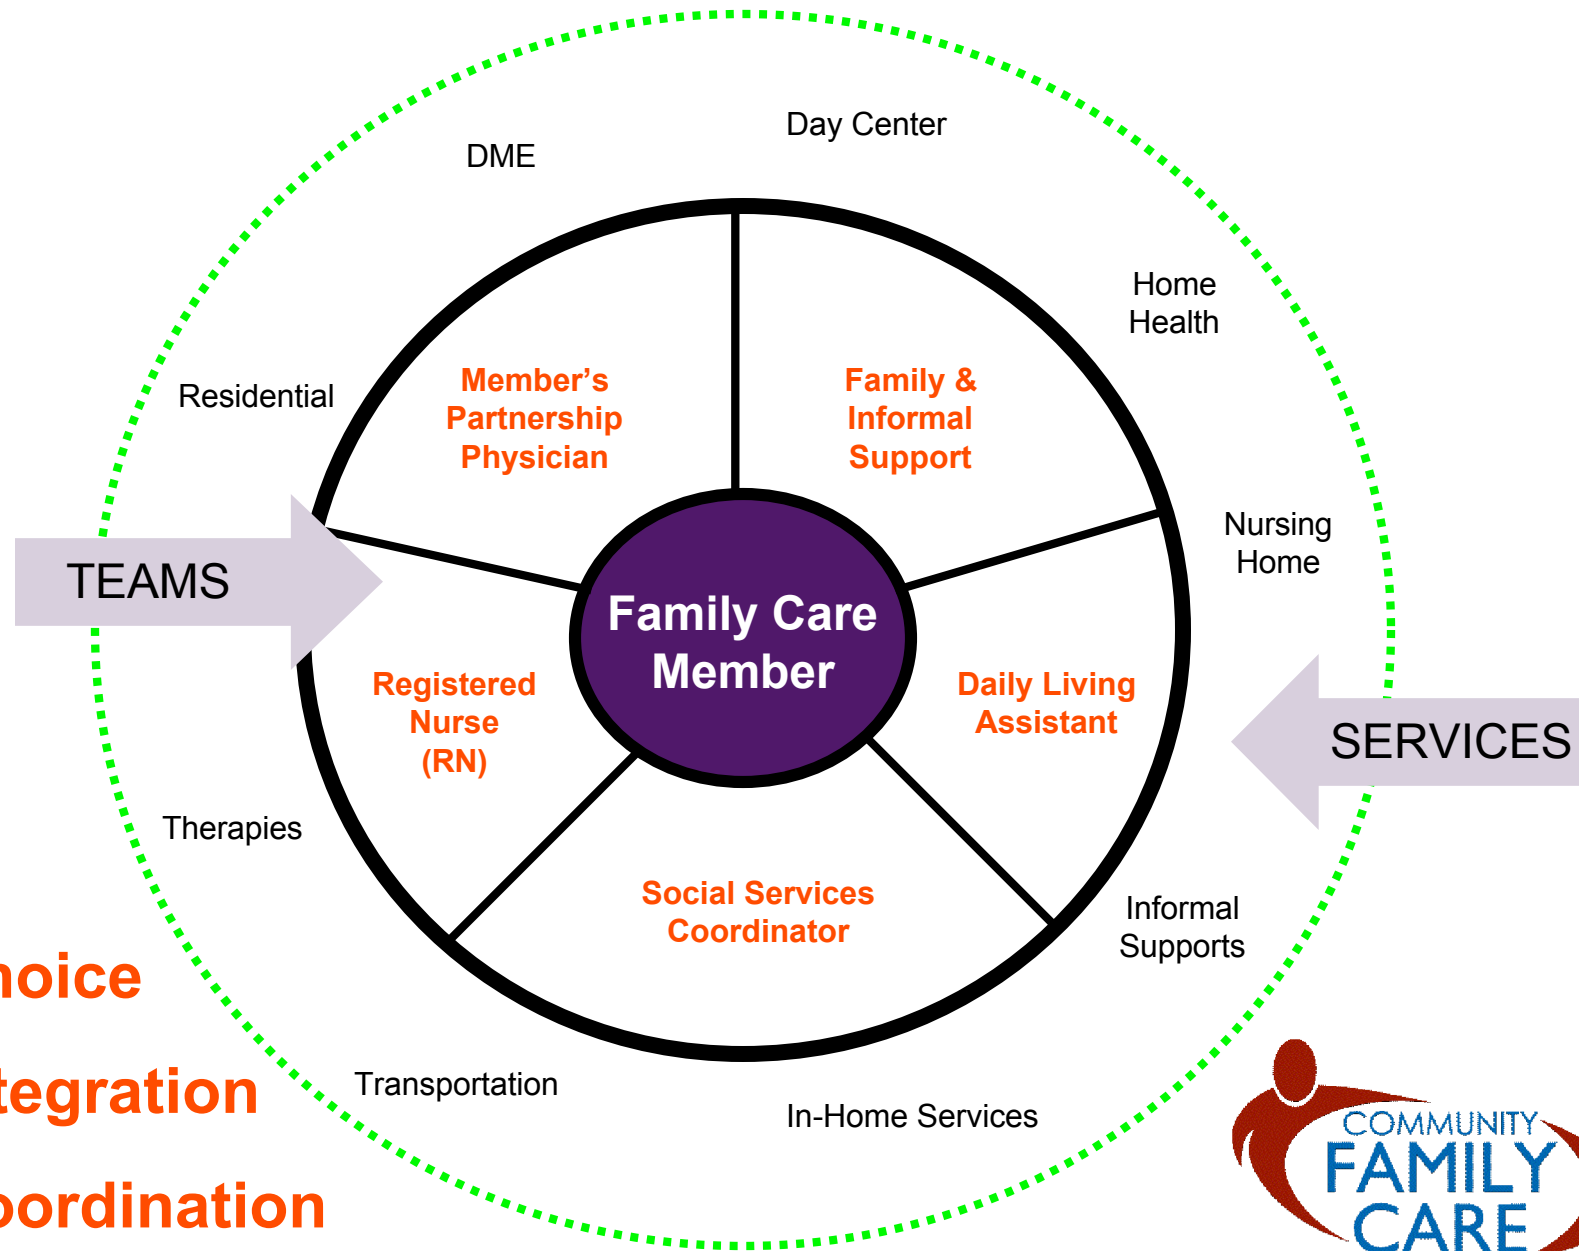 Day Center
DME
Home
Health
Residential
Member’s
Partnership
Physician
Family &
Informal
Support
Nursing
Home
TEAMS
Family Care
Member
Registered
Nurse
(RN)
Daily Living
Assistant
SERVICES
Therapies
Social Services
Coordinator
Informal
Supports
hoice
tegration
oordination
Transportation
In-Home Services
COMMUNITY
FAMILY
CARE